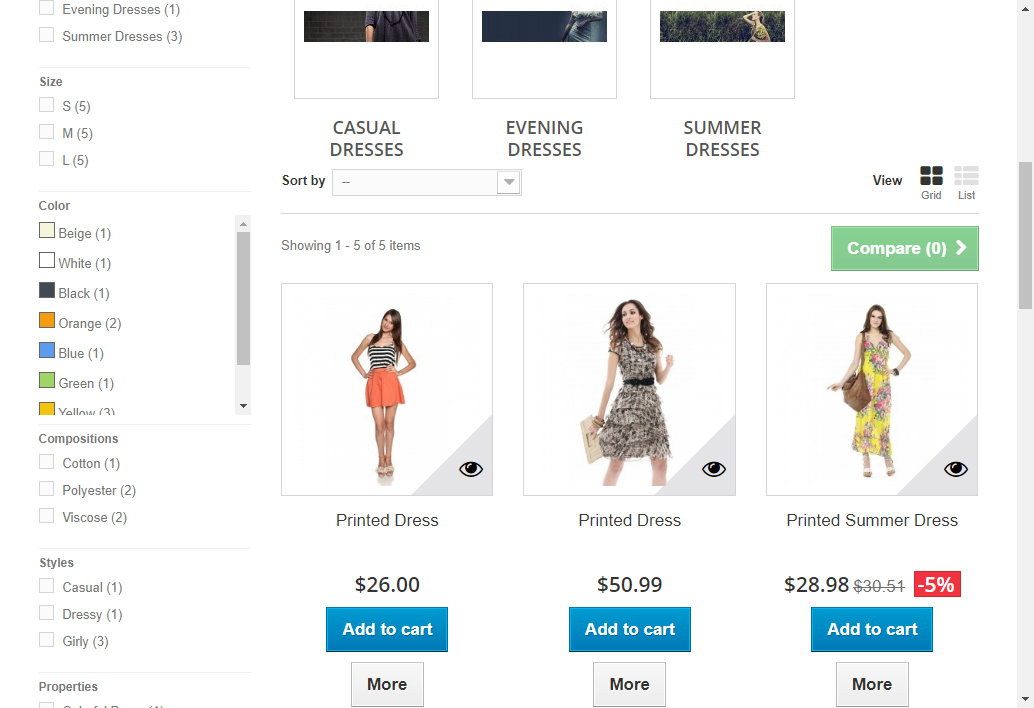 Evening Dresses (1)
Summer Dresses (3)
Size
S (5)
M (5)
L (5)
Color
Beige (1)
White (1)
Black (1)
Orange (2)
Blue (1)
Green (1)
Yellow (3)
Compositions
Cotton (1)
Polyester (2)
Viscose (2)
Styles
Casual (1)
Dressy (1)
Girly (3)
Properties
CASUAL
DRESSES
EVENING
DRESSES
SUMMER
DRESSES
Sort by
--
View
Grid
List
Showing 1 - 5 of 5 items
Compare (0)
Printed Dress
$26.00
Add to cart
More
Printed Dress
$50.99
Add to cart
More
Printed Summer Dress
$28.98 $30.51 -5%
Add to cart
More